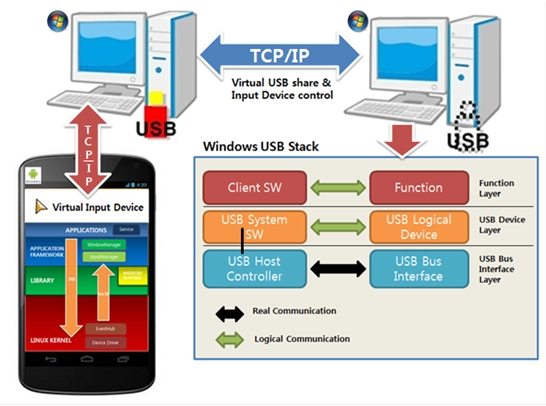 TCP/IP
Virtual USB share &
Input Device control
USB
USB
TCP/IP
Virtual Input Device
APPLICATIONS
Service
APPLICATION
FRAMEWORK
WindowManager
InputManager
LIBRARY
EventHub
Device Driver
LINUX KERNEL
Windows USB Stack
Client SW
Function
Function
Layer
USB System
SW
USB Logical
Device
USB Device
Layer
USB Host
Controller
USB Bus
Interface
USB Bus
Interface
Layer
Real Communication
Logical Communication